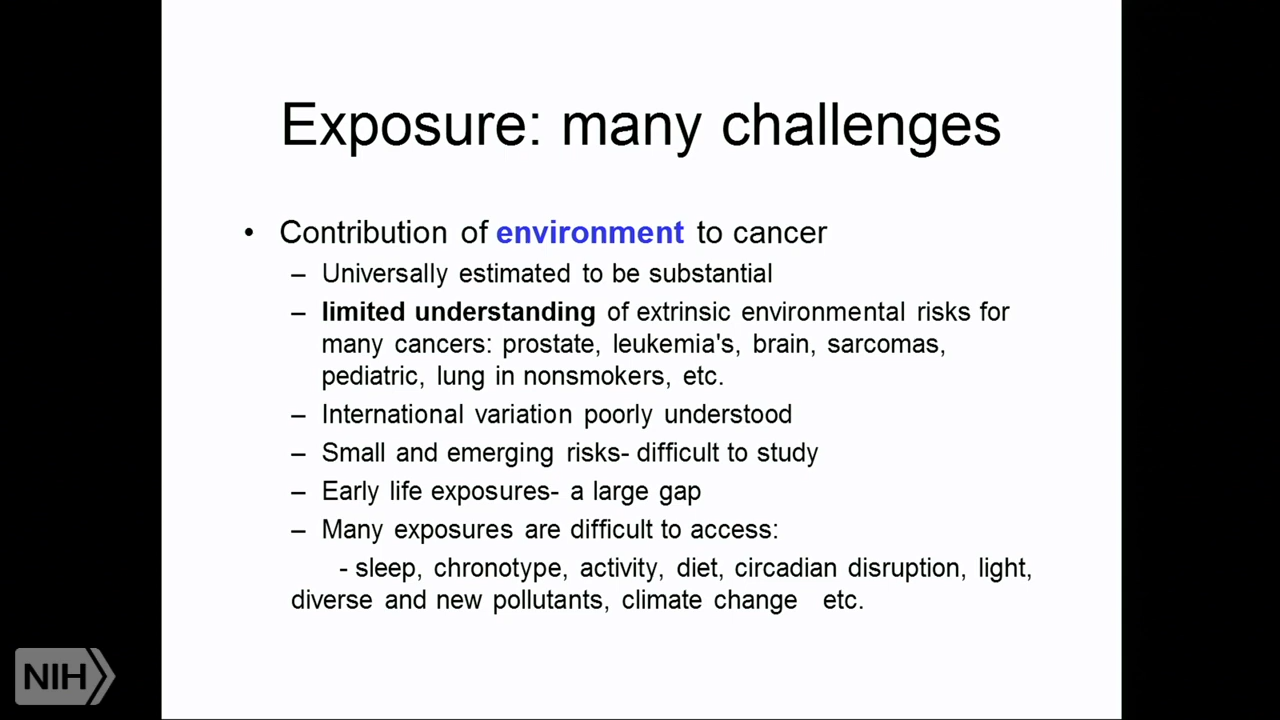 Exposure: many challenges
• Contribution of environment to cancer
– Universally estimated to be substantial
– limited understanding of extrinsic environmental risks for
many cancers: prostate, leukemia's, brain, sarcomas,
pediatric, lung in nonsmokers, etc.
– International variation poorly understood
– Small and emerging risks- difficult to study
– Early life exposures- a large gap
– Many exposures are difficult to access:
- sleep, chronotype, activity, diet, circadian disruption, light,
diverse and new pollutants, climate change etc.
NIH